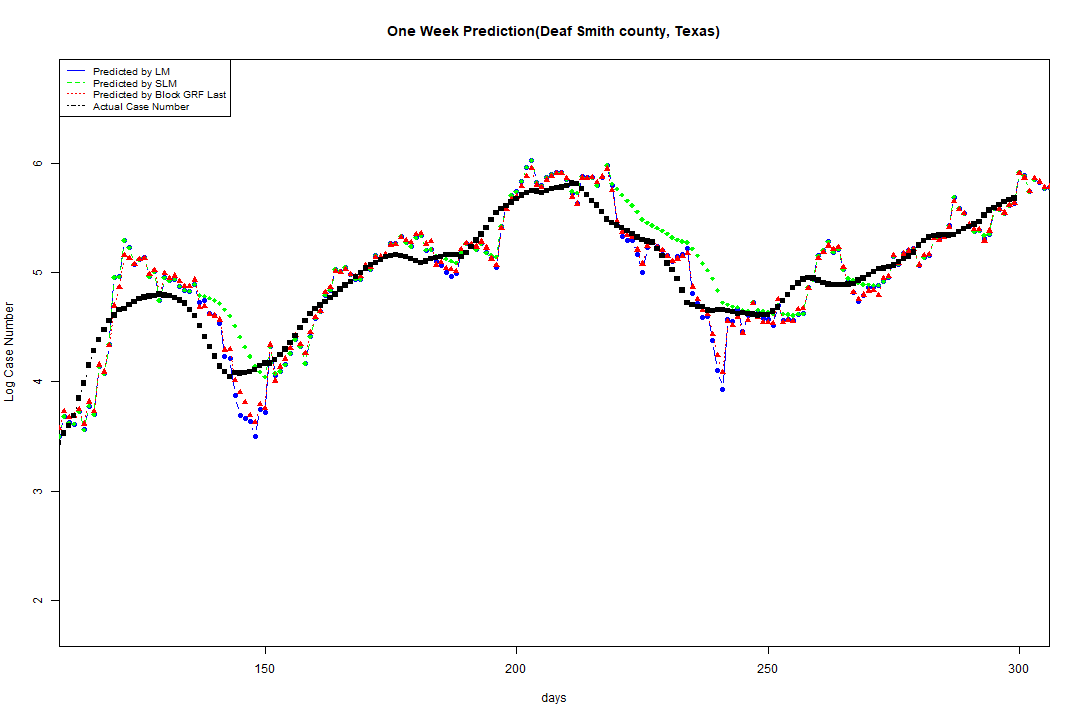 One Week Prediction(Deaf Smith county, Texas)
Predicted by LM
Predicted by SLM
Predicted by Block GRF Last
Actual Case Number
Log Case Number
6
5
4
3
2
150 200 250 300
days